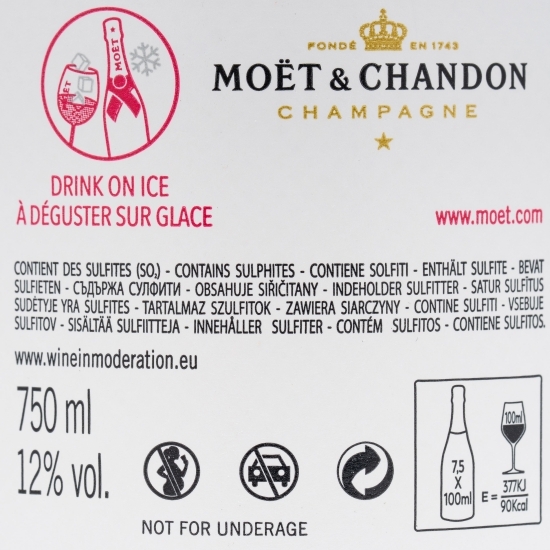 MOËT
MOËT
FONDÉ EN 1743
MOËT & CHANDON
CHAMPAGNE
DRINK ON ICE
À DÉGUSTER SUR GLACE
www.moet.com
CONTIENT DES SULFITES (SO₂) - CONTAINS SULPHITES - CONTIENE SOLFITI - ENTHÄLT SULFITE - BEVAT
SULFIETEN - СЪДЪРЖА СУЛФИТИ - OBSAHUJE SIŘIČITANY - INDEHOLDER SULFITTER - SATUR SULFĪTUS
SUDĖTYJE YRA SULFITES - TARTALMAZ SZULFITOK - ZAWIERA SIARCZYNY - CONTINE SULFITI - VSEBUJE
SULFITOV - SISÄLTÄÄ SULFIITTEJA - INNEHÅLLER SULFITER - CONTÉM SULFITOS - CONTIENE SULFITOS.
www.wineinmoderation.eu
750 ml
12% vol.
NOT FOR UNDERAGE
7,5
X
100ml
100ml
E = 377KJ
90Kcal